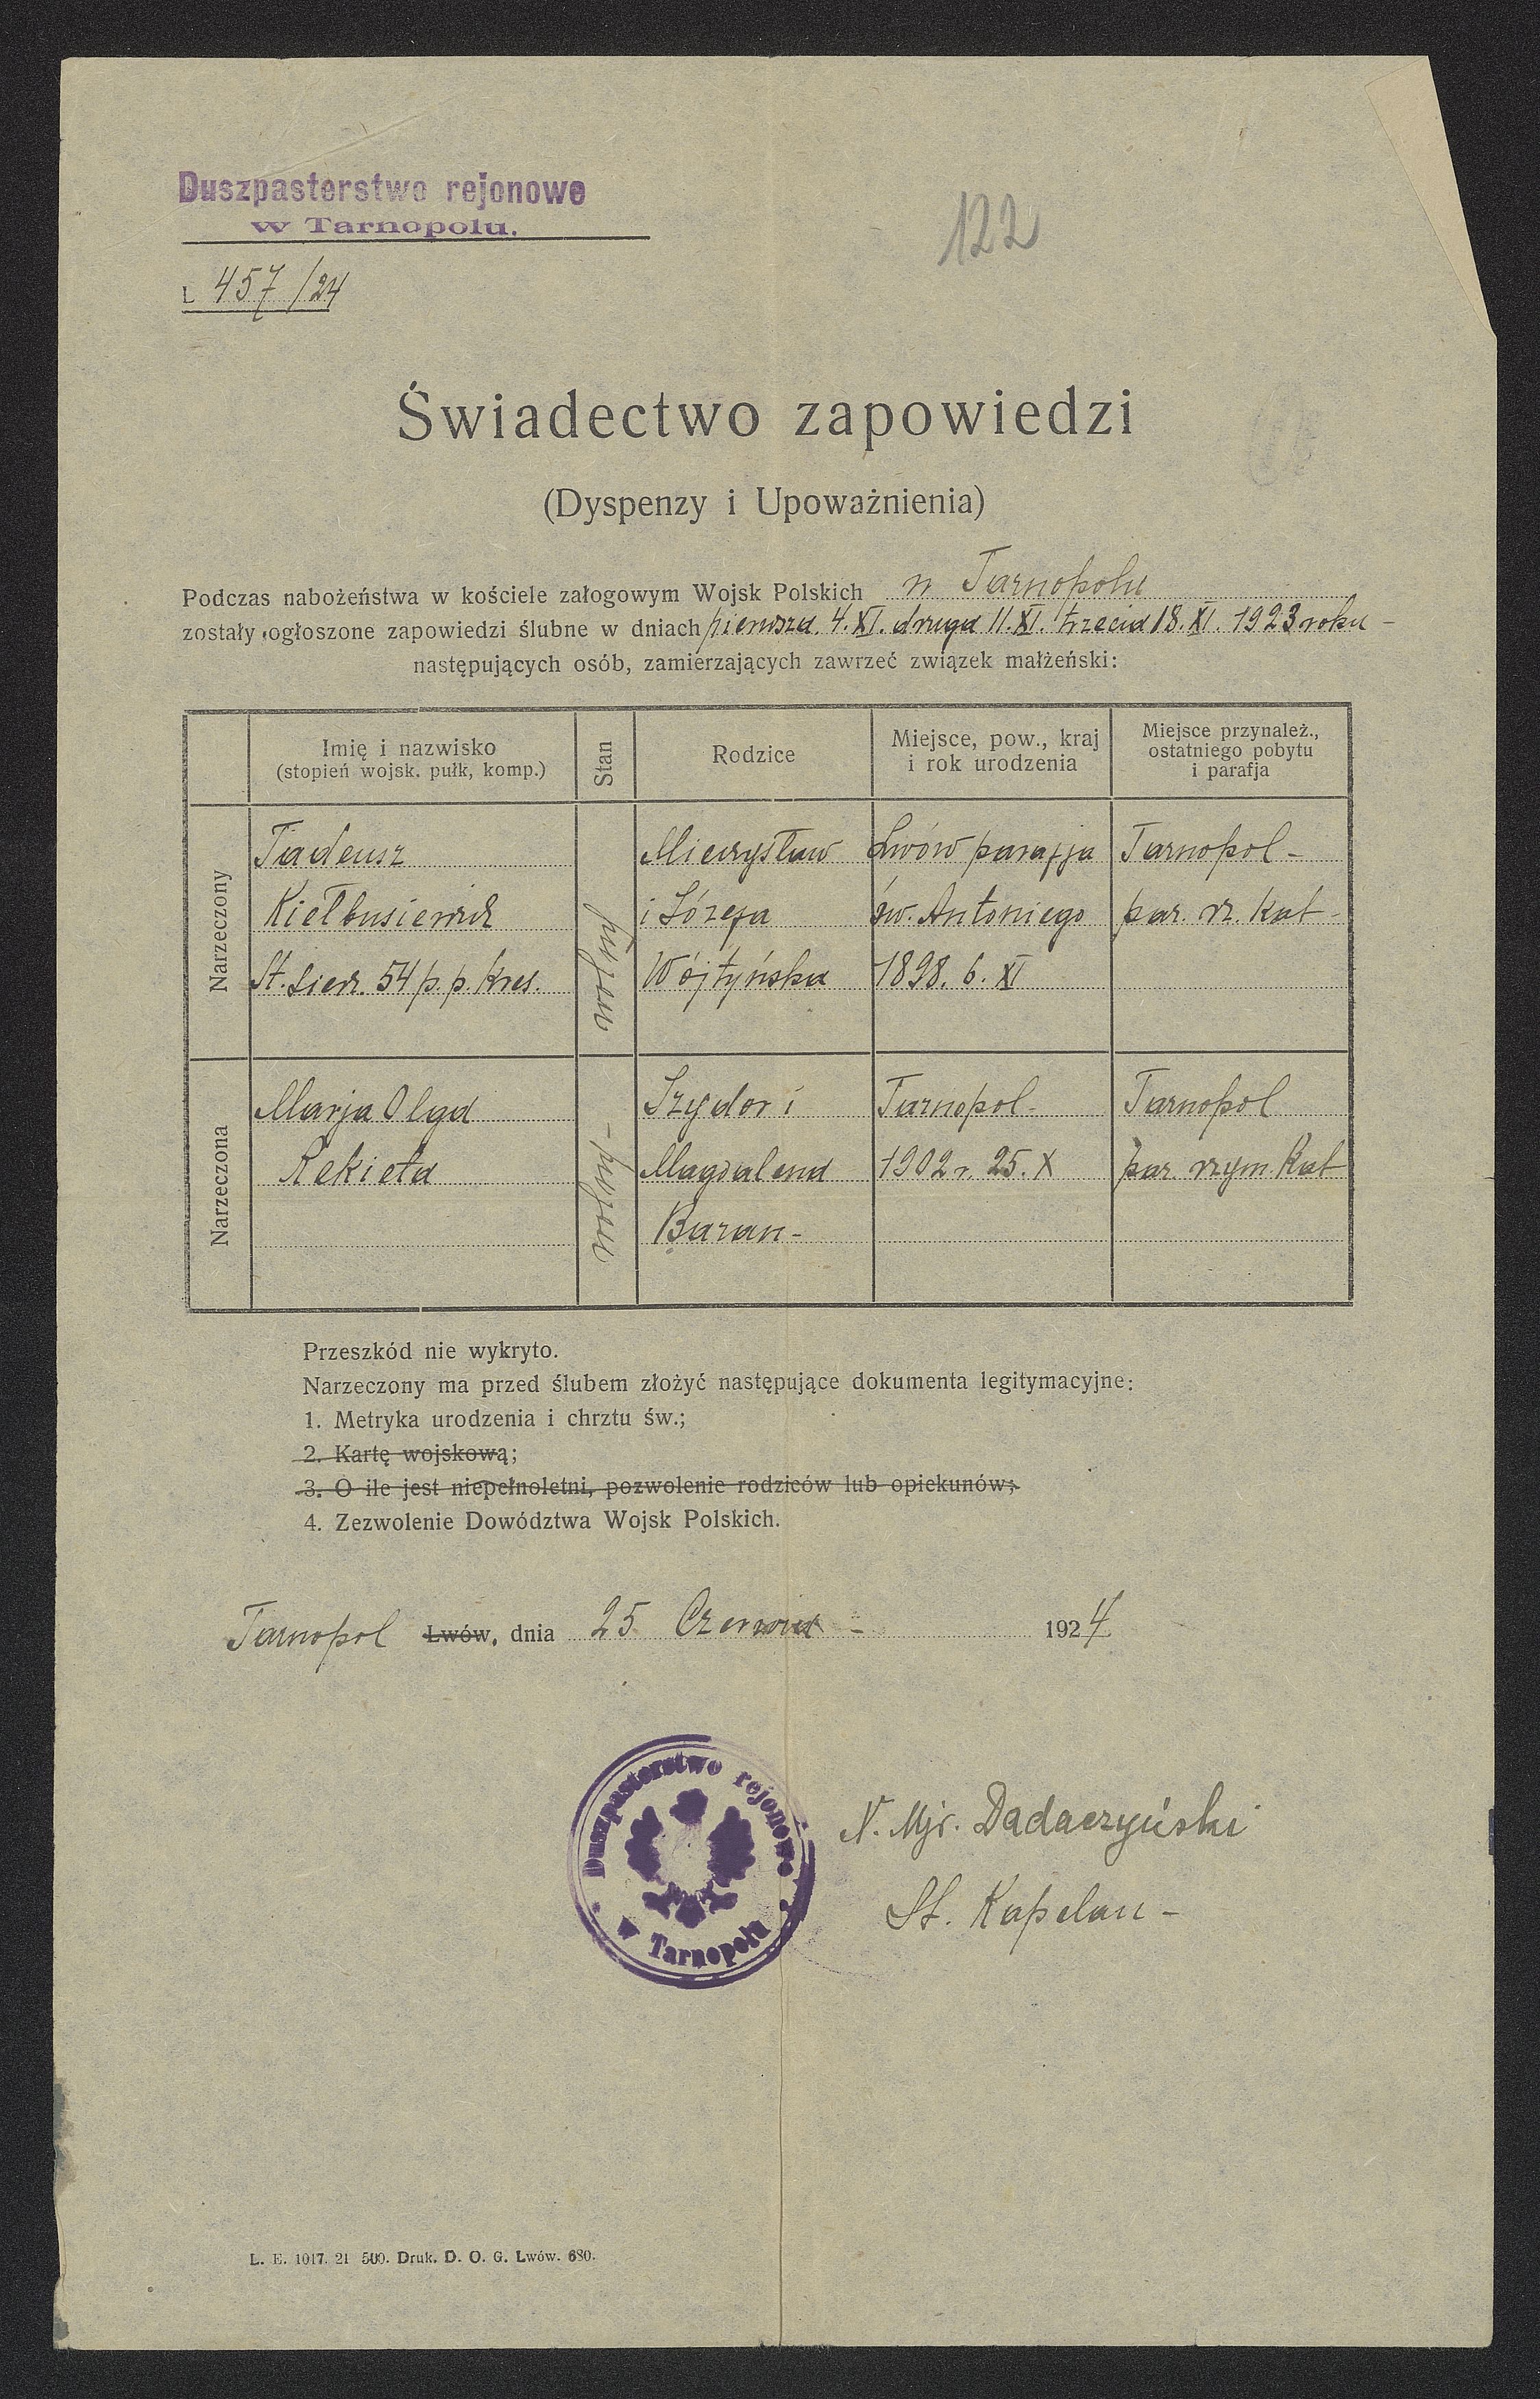 Duszpasterstwo rejonowe
w Tarnopolu.
122
L 457/24
Świadectwo zapowiedzi
(Dyspenzy i Upoważnienia)
Podczas nabożeństwa w kościele załogowym Wojsk Polskich w Tarnopolu
zostały ogłoszone zapowiedzi ślubne w dniach pierwsza 4.XI. druga 11.XI. trzecia 18.XI. 1923 roku -
następujących osób, zamierzających zawrzeć związek małżeński:
Imię i nazwisko
(stopień wojsk. pułk, komp.)
Stan
Rodzice
Miejsce, pow., kraj
i rok urodzenia
Miejsce przynależ.,
ostatniego pobytu
i parafja
Narzeczony
Tadeusz
Kiełbusiewicz
St. Sierż. 54 p. p. Kres.
wolny
Mieczysław
i Józefa
Wójtyńska
Lwów parafja
św. Antoniego
1898. 6. XI
Tarnopol -
par. rz. kat -
Narzeczona
Marja Olga
Rekieta
wolny -
Izydor i
Magdalena
Baran -
Tarnopol -
1902 r. 25. X
Tarnopol
par. rzym. kat
Przeszkód nie wykryto.
Narzeczony ma przed ślubem złożyć następujące dokumenta legitymacyjne:
1. Metryka urodzenia i chrztu św.;
2. Kartę wojskową;
3. O ile jest niepełnoletni, pozwolenie rodziców lub opiekunów;
4. Zezwolenie Dowództwa Wojsk Polskich.
Tarnopol Lwów, dnia 25 Czerwca - 1924
Duszpasterstwo rejonowe
w Tarnopolu
Mjr. Dadaczyński
St. Kapelan -
L. E. 1017. 21 500. Druk. D. O. G. Lwów. 680.